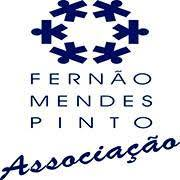 FERNÃO
MENDES
PINTO
Associação